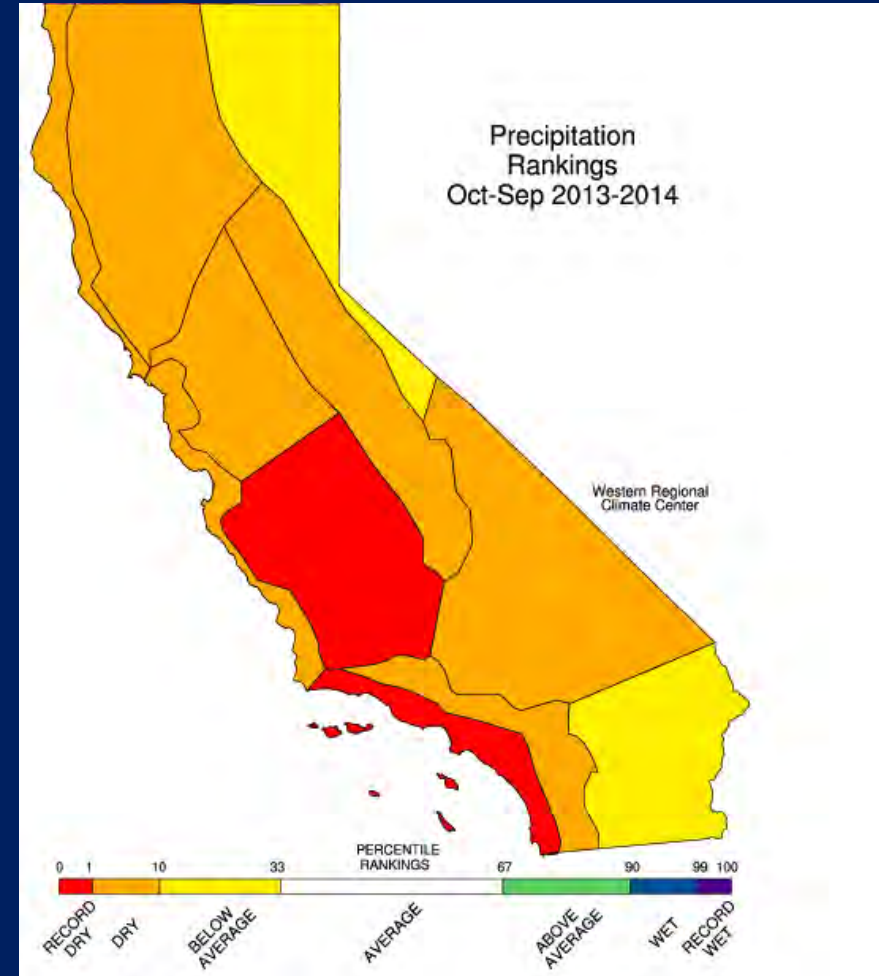 Precipitation
Rankings
Oct-Sep 2013-2014
Western Regional
Climate Center
PERCENTILE
RANKINGS
0 1 10 33 67 90 99 100
RECORD
DRY
DRY
BELOW
AVERAGE
AVERAGE
ABOVE
AVERAGE
WET
RECORD
WET